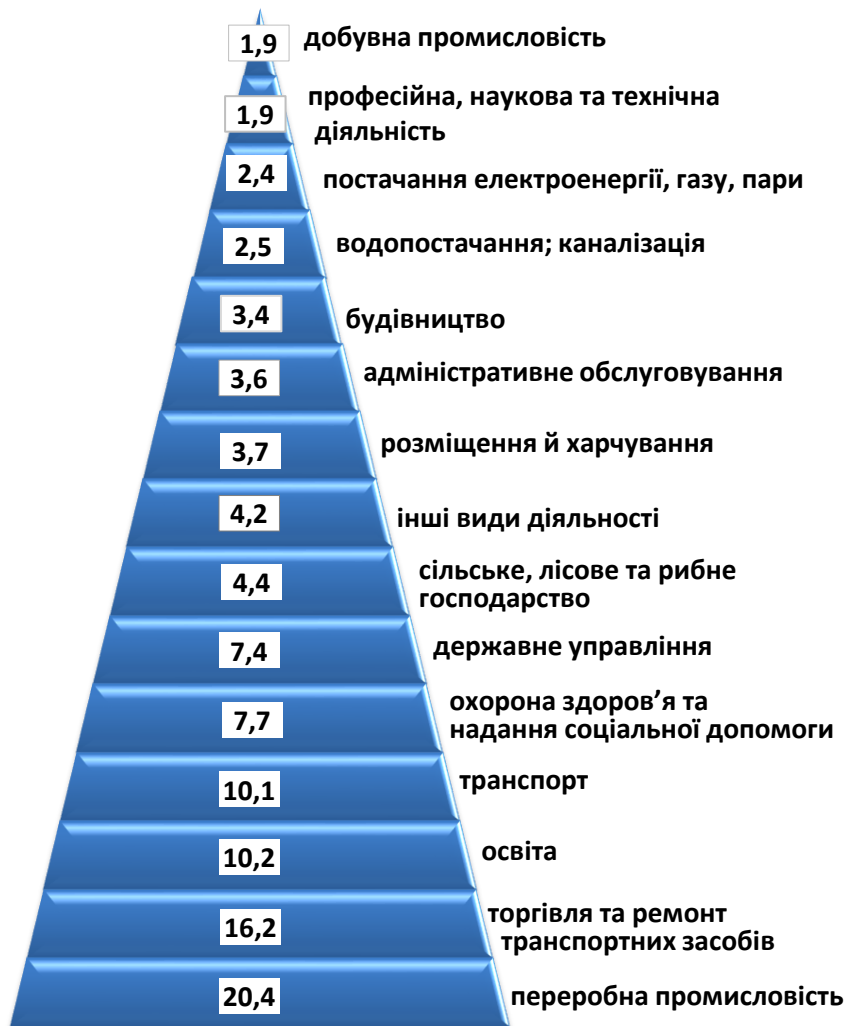 1,9 добувна промисловість
1,9 професійна, наукова та технічна
діяльність
2,4 постачання електроенергії, газу, пари
2,5 водопостачання; каналізація
3,4 будівництво
3,6 адміністративне обслуговування
3,7 розміщення й харчування
4,2 інші види діяльності
4,4 сільське, лісове та рибне
господарство
7,4 державне управління
7,7 охорона здоров’я та
надання соціальної допомоги
10,1 транспорт
10,2 освіта
16,2 торгівля та ремонт
транспортних засобів
20,4 переробна промисловість